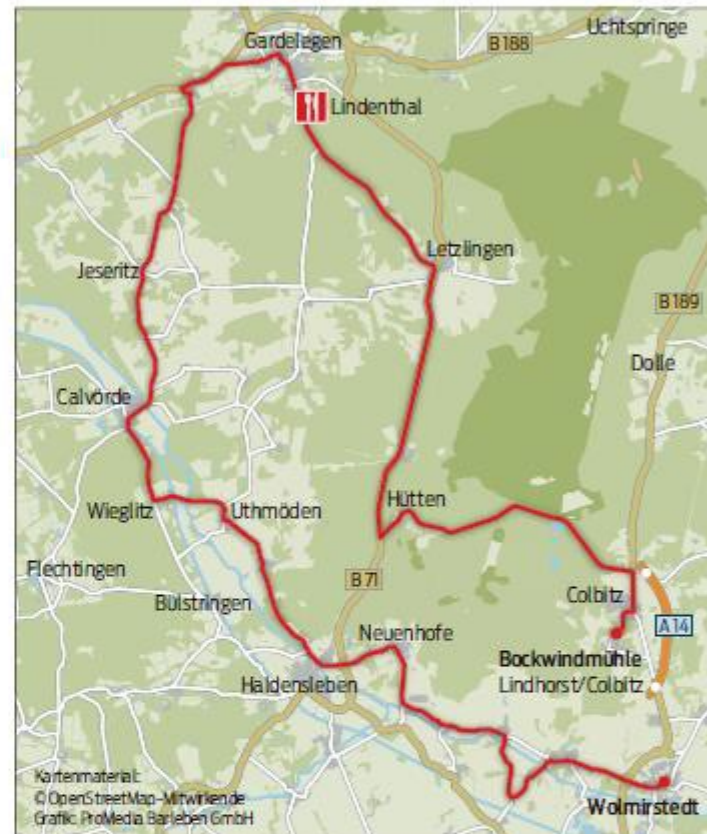 Gardelegen
B188
Uchtspringe
Lindenthal
Letzlingen
Jeseritz
B189
Dolle
Calvörde
Hütten
Wieglitz
Uthmöden
Flechtingen
B71
Colbitz
Bülstringen
A14
Neuenhofe
Bockwindmühle
Lindhorst/Colbitz
Haldensleben
Kartenmaterial:
©OpenStreetMap-Mitwirkende
Grafik: ProMedia Barleben GmbH
Wolmirstedt